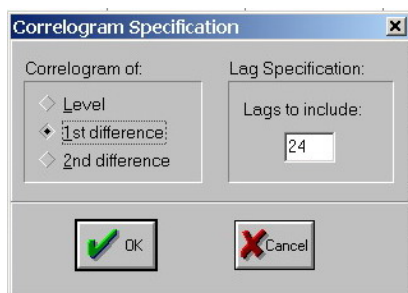 Correlogram Specification
Correlogram of:
Level
1st difference
2nd difference
Lag Specification:
Lags to include:
24
OK
Cancel